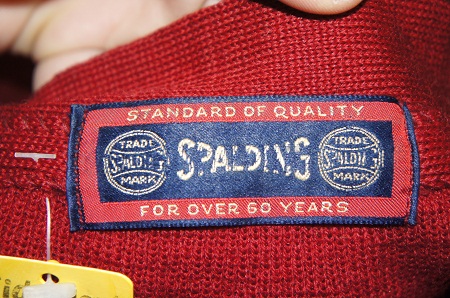 STANDARD OF QUALITY
TRADE
SPALDING
MARK
SPALDING
TRADE
SPALDING
MARK
FOR OVER 60 YEARS